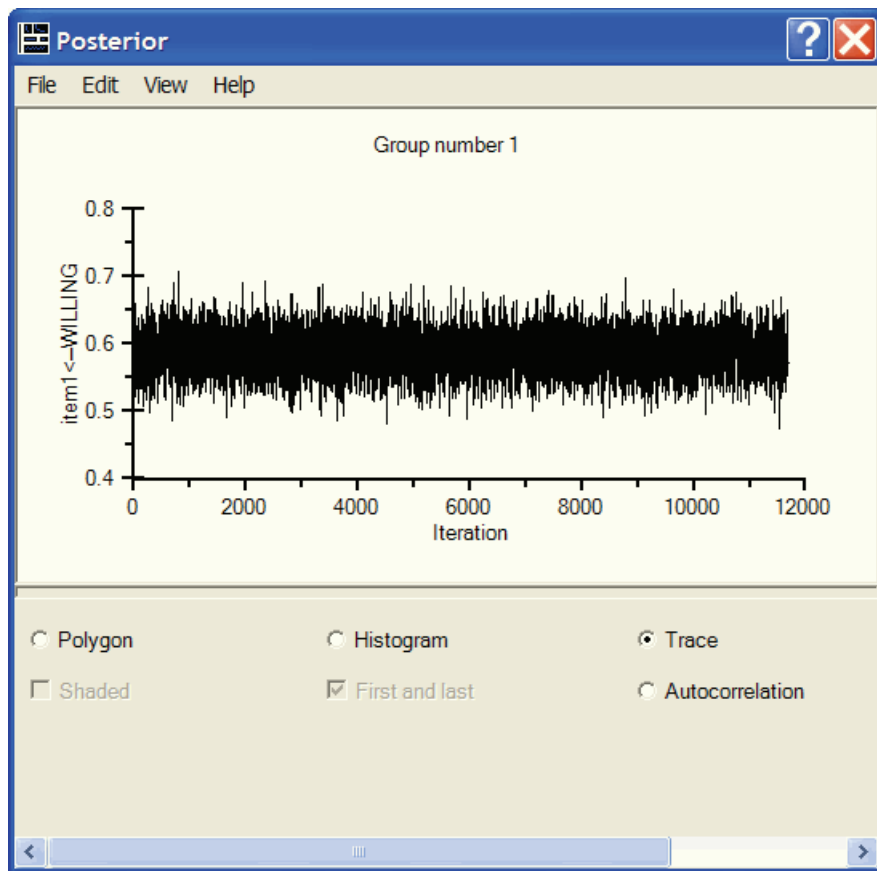 Posterior
File Edit View Help
Group number 1
0.8
0.7
0.6
0.5
0.4
item1<--WILLING
0 2000 4000 6000 8000 10000 12000
Iteration
Polygon Histogram Trace
Shaded First and last Autocorrelation